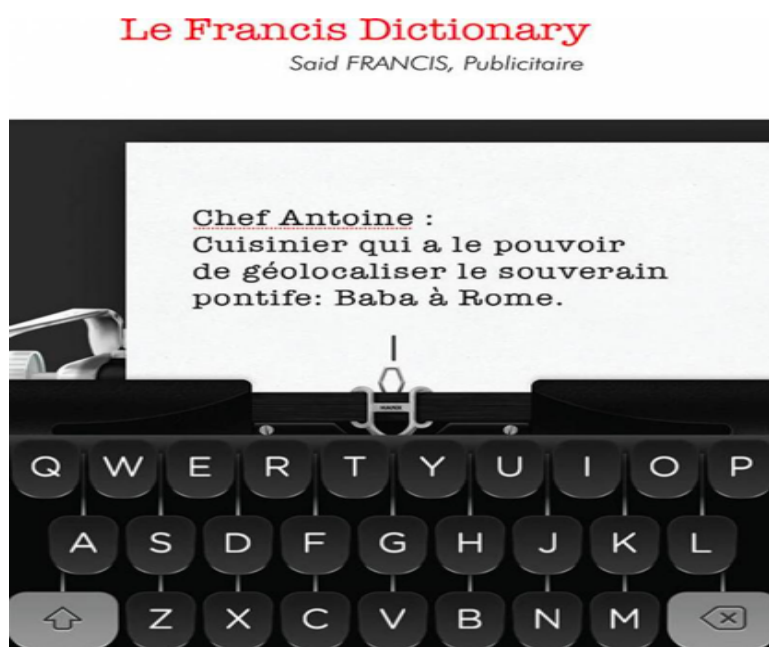 Le Francis Dictionary
Said FRANCIS, Publicitaire
Chef Antoine :
Cuisinier qui a le pouvoir
de géolocaliser le souverain
pontife: Baba à Rome.
Q W E R T Y U I O P
A S D F G H J K L
Z X C V B N M